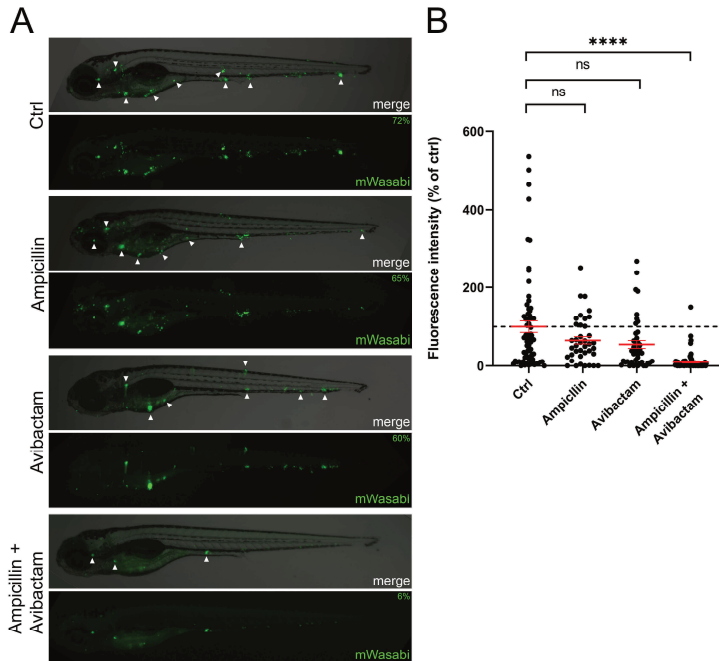 A
Ctrl
merge
72%
mWasabi
Ampicillin
merge
65%
mWasabi
Avibactam
merge
60%
mWasabi
Ampicillin +
Avibactam
merge
6%
mWasabi
B
****
ns
ns
Fluorescence intensity (% of ctrl)
600
400
200
0
Ctrl
Ampicillin
Avibactam
Ampicillin +
Avibactam